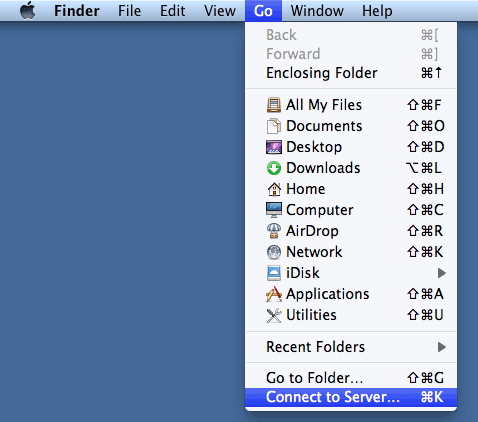 Finder File Edit View Go Window Help
Back ⌘[
Forward ⌘]
Enclosing Folder ⌘↑
All My Files ⇧⌘F
Documents ⇧⌘O
Desktop ⇧⌘D
Downloads ⌥⌘L
Home ⇧⌘H
Computer ⇧⌘C
AirDrop ⇧⌘R
Network ⇧⌘K
iDisk
Applications ⇧⌘A
Utilities ⇧⌘U
Recent Folders
Go to Folder... ⇧⌘G
Connect to Server... ⌘K